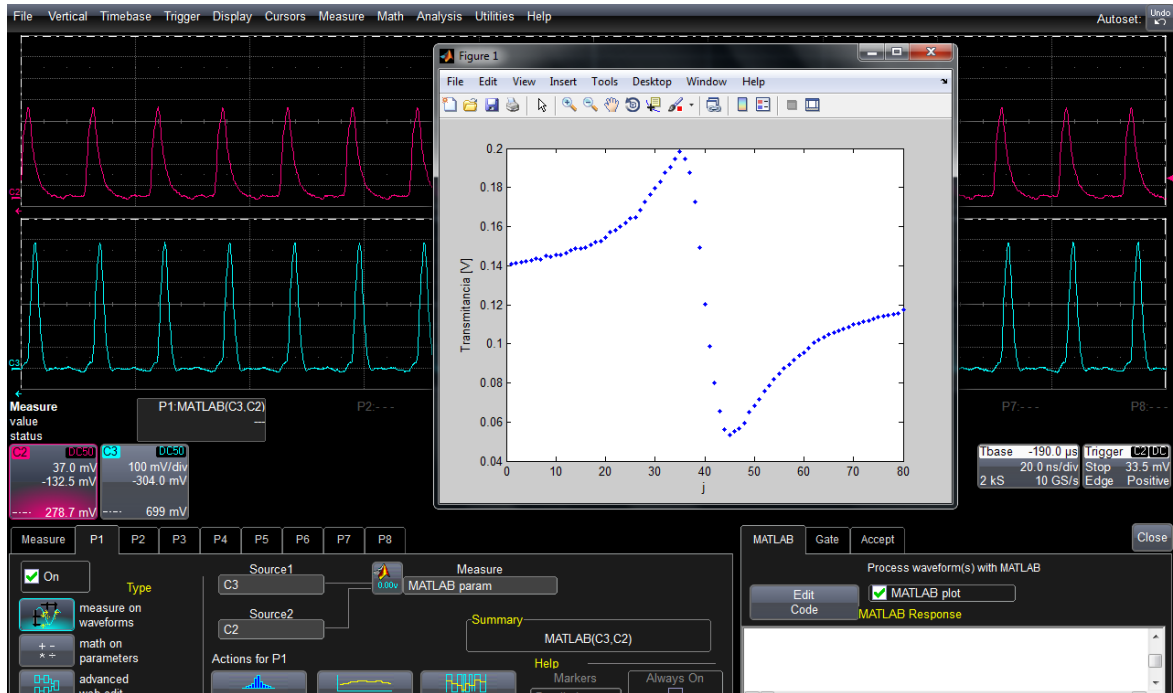 File Vertical Timebase Trigger Display Cursors Measure Math Analysis Utilities Help
Autoset: Undo
Figure 1
File Edit View Insert Tools Desktop Window Help
C2
C3
0.2
0.18
0.16
0.14
0.12
0.1
0.08
0.06
0.04
Transmitancia [V]
0 10 20 30 40 50 60 70 80
j
Measure P1:MATLAB(C3,C2) P2:--- P7:--- P8:---
value ---
status
C2 DC50
37.0 mV
-132.5 mV
278.7 mV
C3 DC50
100 mV/div
-304.0 mV
699 mV
Tbase -190.0 µs
20.0 ns/div
2 kS 10 GS/s
Trigger C2 DC
Stop 33.5 mV
Edge Positive
Measure P1 P2 P3 P4 P5 P6 P7 P8
On
Type
measure on
waveforms
math on
parameters
advanced
Source1
C3
Source2
C2
Measure
0.00v MATLAB param
Summary
MATLAB(C3,C2)
Actions for P1
Help
Markers
Always On
MATLAB Gate Accept
Close
Process waveform(s) with MATLAB
Edit
Code
MATLAB plot
MATLAB Response